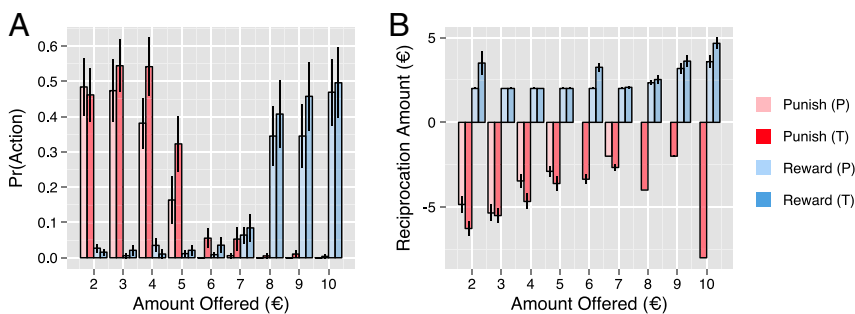 A
B
Pr(Action)
0.6
0.5
0.4
0.3
0.2
0.1
0.0
2 3 4 5 6 7 8 9 10
Amount Offered (€)
Reciprocation Amount (€)
5
0
-5
2 3 4 5 6 7 8 9 10
Amount Offered (€)
Punish (P)
Punish (T)
Reward (P)
Reward (T)